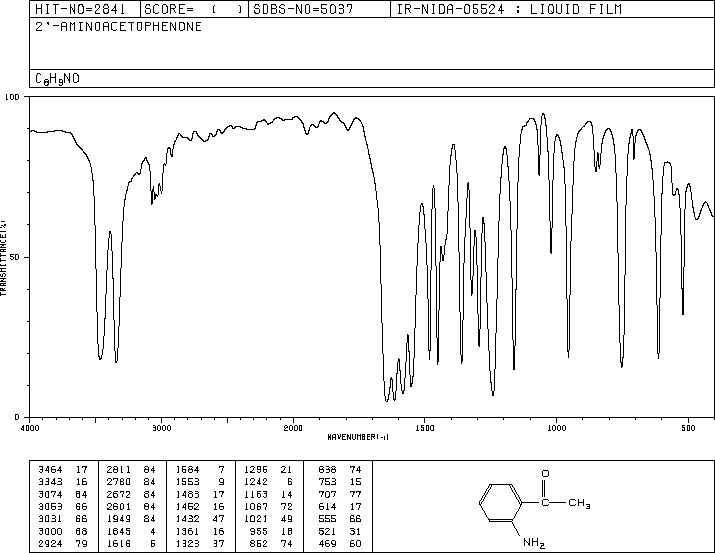 HIT-NO=2841 SCORE= ( ) SDBS-NO=5037 IR-NIDA-05524 : LIQUID FILM
2'-AMINOACETOPHENONE
C8H9NO
100
50
0
TRANSMITTANCE(%)
4000 3000 2000 1500 1000 500
WAVENUMBER(-1)
3464 17 2811 84 1584 7 1296 21 838 74
3343 16 2780 84 1553 9 1242 6 753 15
3074 64 2672 84 1483 17 1163 14 707 77
3053 66 2601 84 1452 16 1067 72 614 17
3031 66 1949 84 1432 47 1021 49 555 66
3000 68 1645 4 1361 16 955 18 521 31
2924 79 1616 5 1323 37 852 74 469 60
O
CH3
NH2